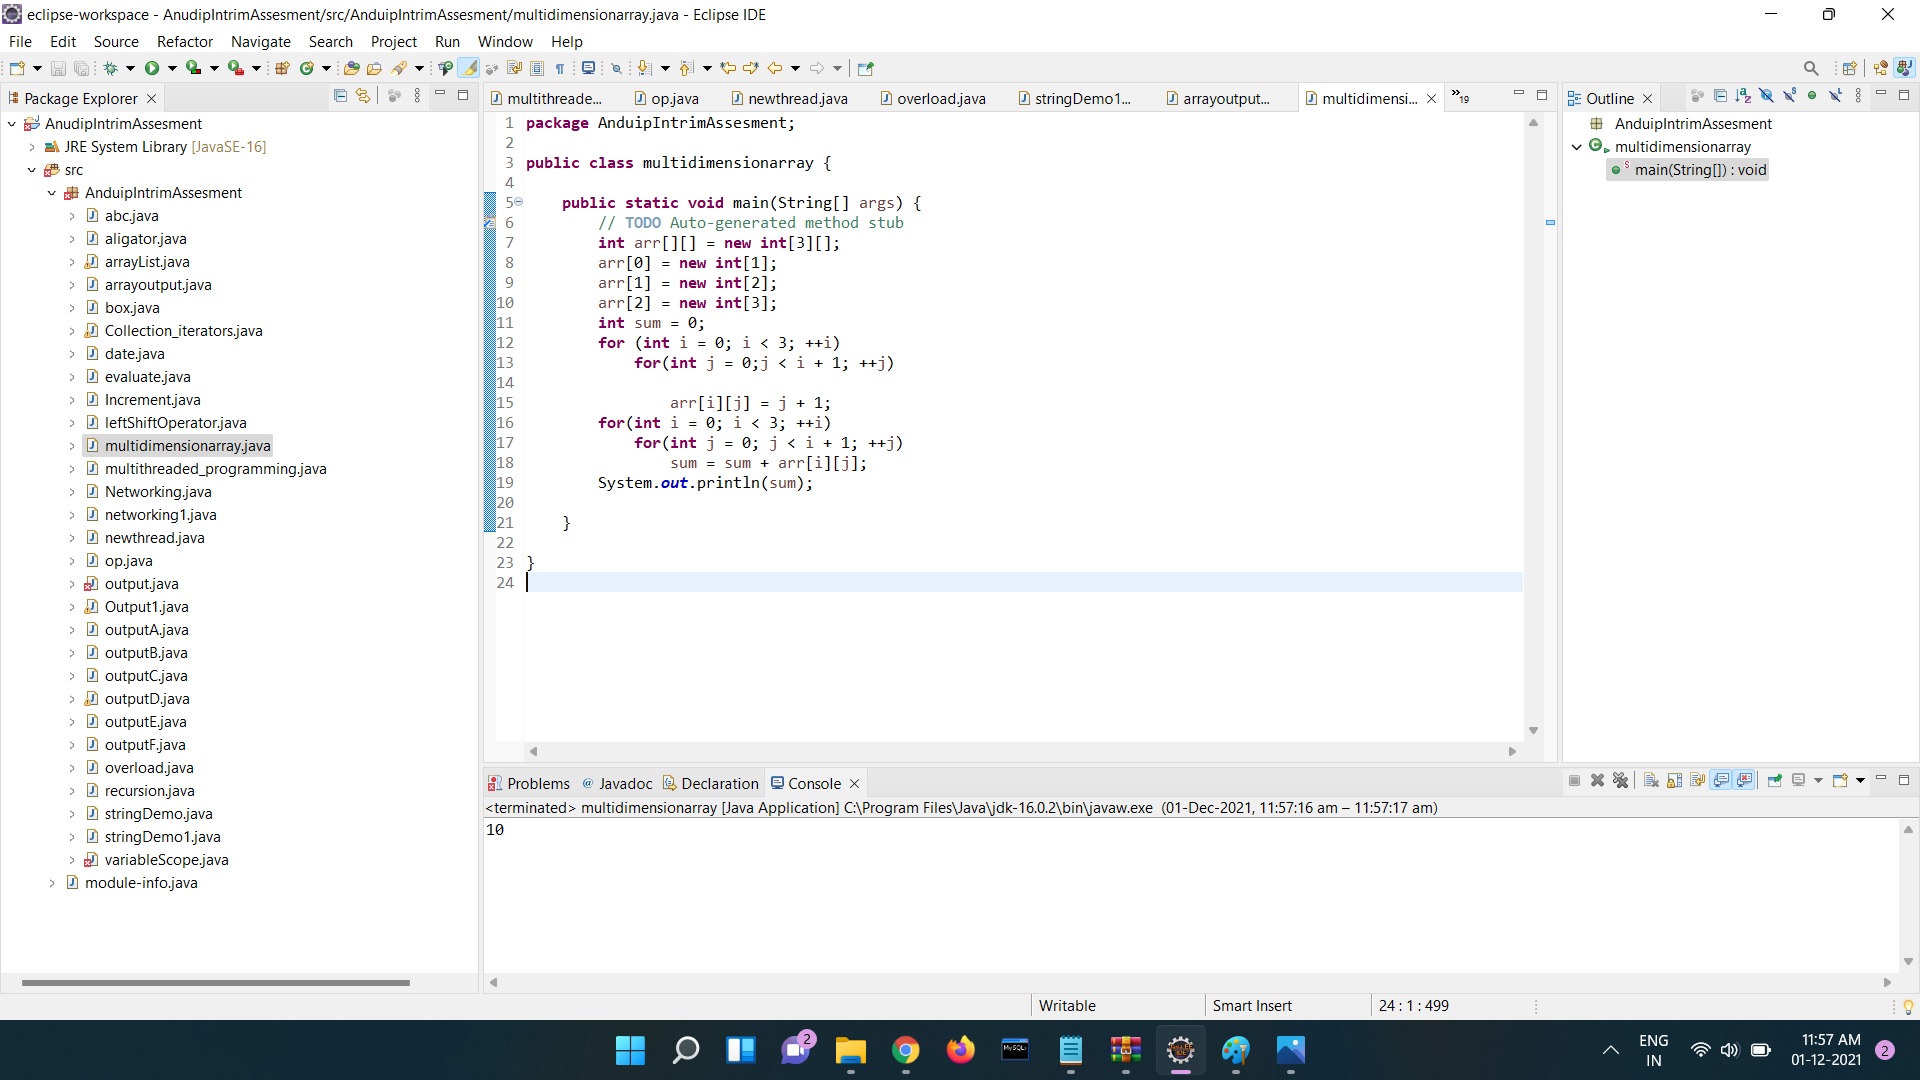 eclipse-workspace - AnudipIntrimAssesment/src/AnduipIntrimAssesment/multidimensionarray.java - Eclipse IDE
File Edit Source Refactor Navigate Search Project Run Window Help
Package Explorer
AnudipIntrimAssesment
JRE System Library [JavaSE-16]
src
AnduipIntrimAssesment
abc.java
aligator.java
arrayList.java
arrayoutput.java
box.java
Collection_iterators.java
date.java
evaluate.java
Increment.java
leftShiftOperator.java
multidimensionarray.java
multithreaded_programming.java
Networking.java
networking1.java
newthread.java
op.java
output.java
Output1.java
outputA.java
outputB.java
outputC.java
outputD.java
outputE.java
outputF.java
overload.java
recursion.java
stringDemo.java
stringDemo1.java
variableScope.java
module-info.java
multithreade... op.java newthread.java overload.java stringDemo1... arrayoutput... multidimensi... »19
1 package AnduipIntrimAssesment;
2
3 public class multidimensionarray {
4
5 public static void main(String[] args) {
6 // TODO Auto-generated method stub
7 int arr[][] = new int[3][];
8 arr[0] = new int[1];
9 arr[1] = new int[2];
10 arr[2] = new int[3];
11 int sum = 0;
12 for (int i = 0; i < 3; ++i)
13 for(int j = 0;j < i + 1; ++j)
14
15 arr[i][j] = j + 1;
16 for(int i = 0; i < 3; ++i)
17 for(int j = 0; j < i + 1; ++j)
18 sum = sum + arr[i][j];
19 System.out.println(sum);
20
21 }
22
23 }
24
Outline
AnduipIntrimAssesment
multidimensionarray
main(String[]) : void
Problems @ Javadoc Declaration Console
<terminated> multidimensionarray [Java Application] C:\Program Files\Java\jdk-16.0.2\bin\javaw.exe (01-Dec-2021, 11:57:16 am – 11:57:17 am)
10
Writable Smart Insert 24 : 1 : 499
2
MySQL
ENG
IN
11:57 AM
01-12-2021
2